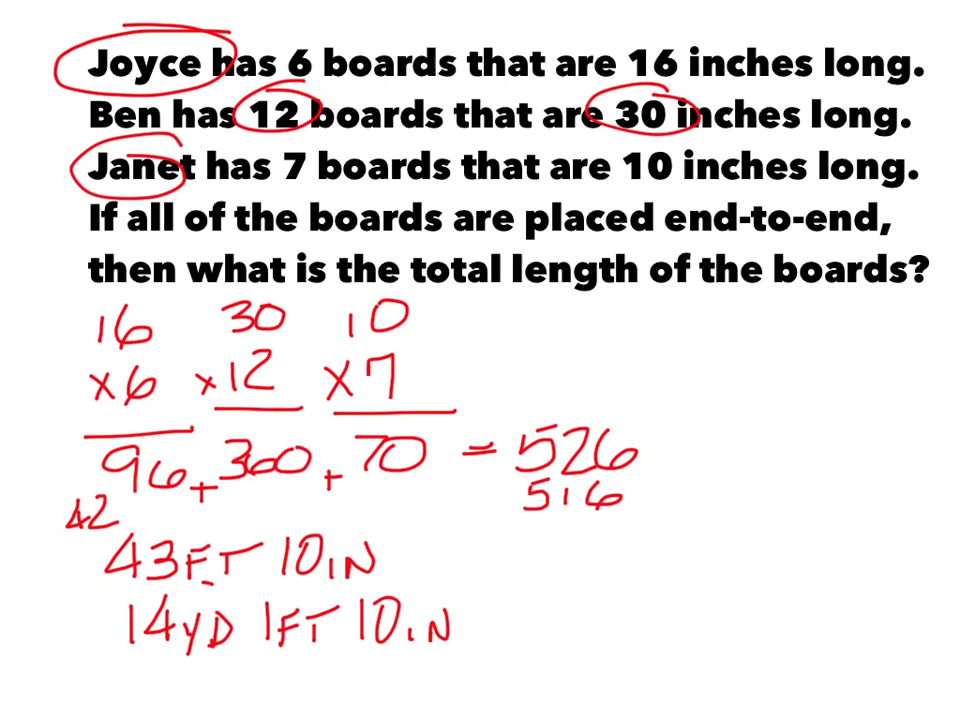 Joyce has 6 boards that are 16 inches long.
Ben has 12 boards that are 30 inches long.
Janet has 7 boards that are 10 inches long.
If all of the boards are placed end-to-end,
then what is the total length of the boards?
16 30 10
×6 ×12 ×7
96 + 360 + 70 = 526
516
42
43FT 10iN
14YD 1FT 10iN